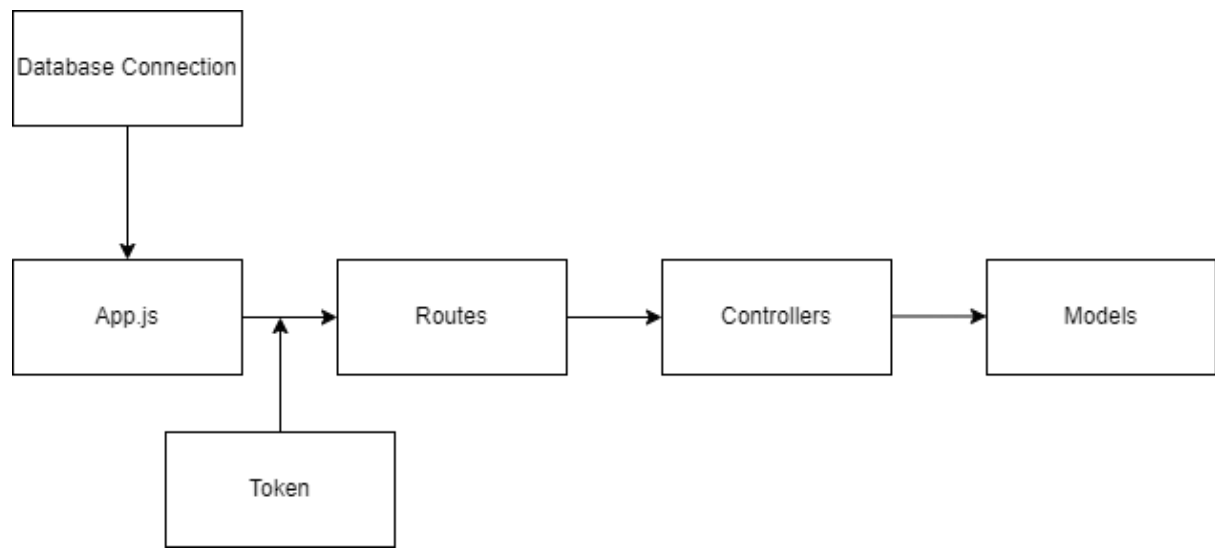 Database Connection
App.js
Routes
Controllers
Models
Token